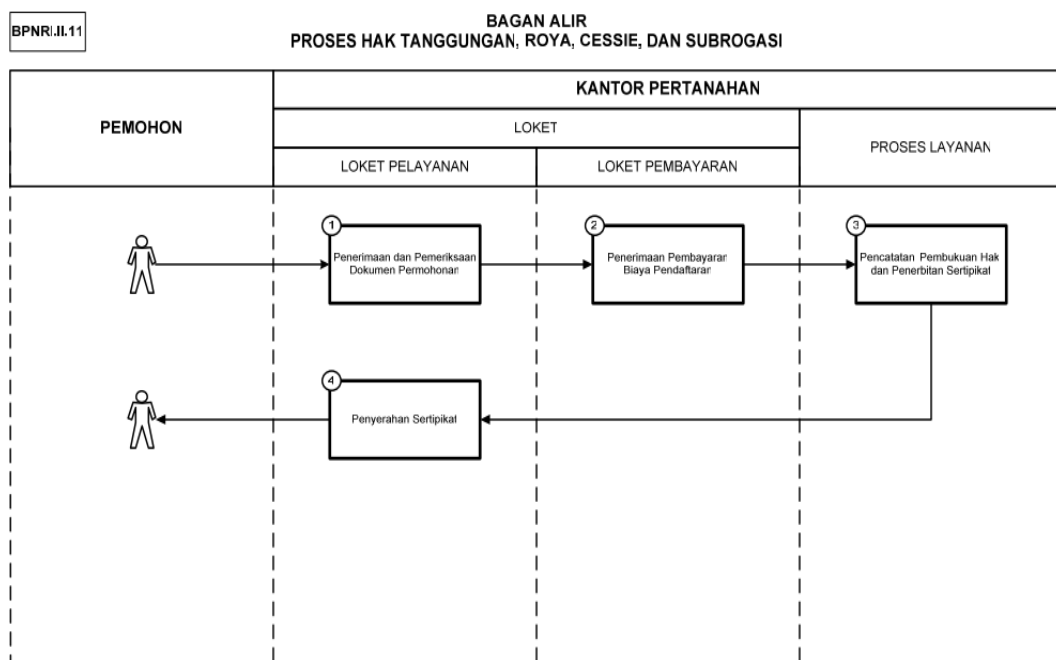 BPNRI.II.11
BAGAN ALIR
PROSES HAK TANGGUNGAN, ROYA, CESSIE, DAN SUBROGASI
PEMOHON
KANTOR PERTANAHAN
LOKET
PROSES LAYANAN
LOKET PELAYANAN
LOKET PEMBAYARAN
1
Penerimaan dan Pemeriksaan
Dokumen Permohonan
2
Penerimaan Pembayaran
Biaya Pendaftaran
3
Pencatatan Pembukuan Hak
dan Penerbitan Sertipikat
4
Penyerahan Sertipikat